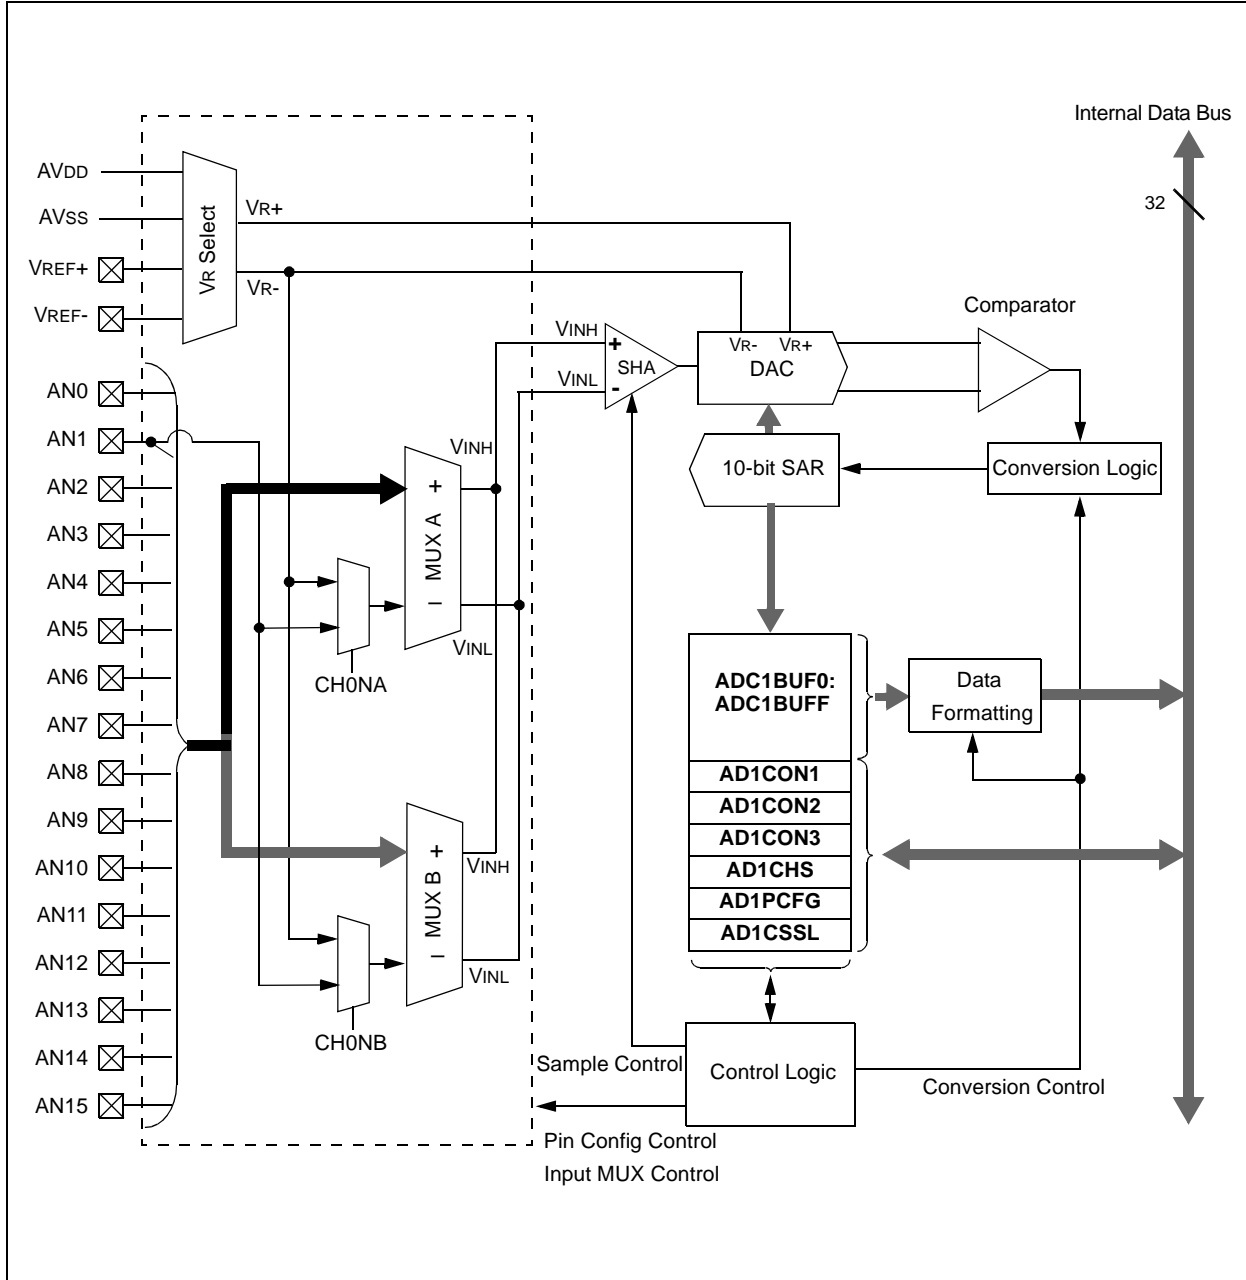 Internal Data Bus
32
AVDD
AVSS
VREF+
VREF-
VR Select
VR+
VR-
AN0
AN1
AN2
AN3
AN4
AN5
AN6
AN7
AN8
AN9
AN10
AN11
AN12
AN13
AN14
AN15
VINH
VINL
+
-
SHA
VR- VR+
DAC
Comparator
10-bit SAR
Conversion Logic
VINH
+
MUX A
–
VINL
CH0NA
+
MUX B
–
VINH
VINL
CH0NB
ADC1BUF0:
ADC1BUFF
Data
Formatting
AD1CON1
AD1CON2
AD1CON3
AD1CHS
AD1PCFG
AD1CSSL
Sample Control
Control Logic
Conversion Control
Pin Config Control
Input MUX Control